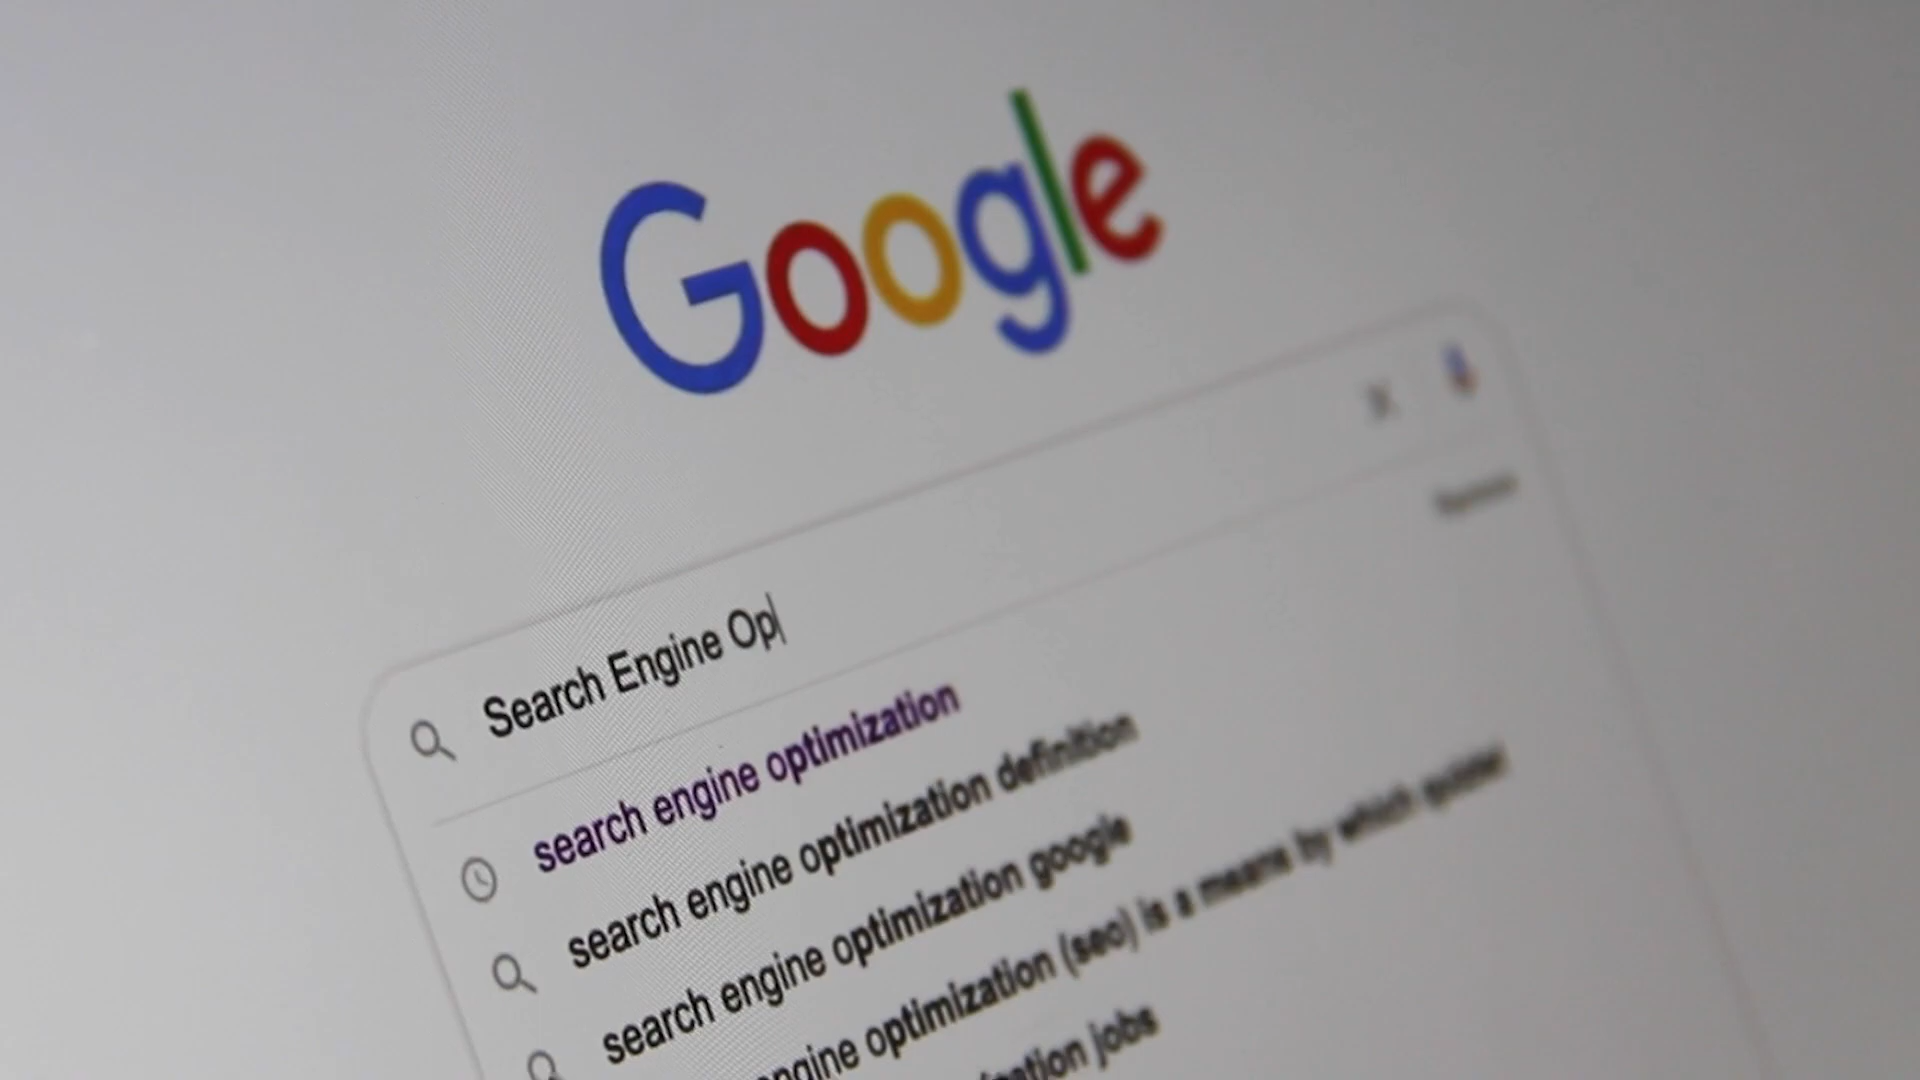 Google
Search Engine Op
search engine optimization
search engine optimization definition
search engine optimization google
engine optimization (seo) is a means by which
jobs